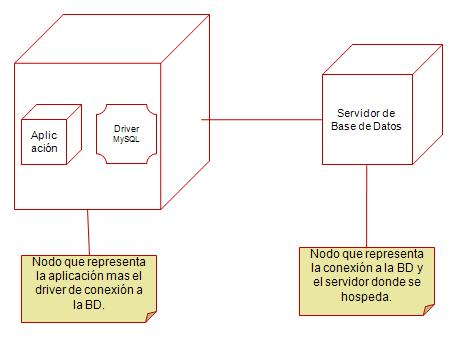 Aplic
ación
Driver
MySQL
Servidor de
Base de Datos
Nodo que representa
la aplicación mas el
driver de conexión a
la BD.
Nodo que representa
la conexión a la BD y
el servidor donde se
hospeda.